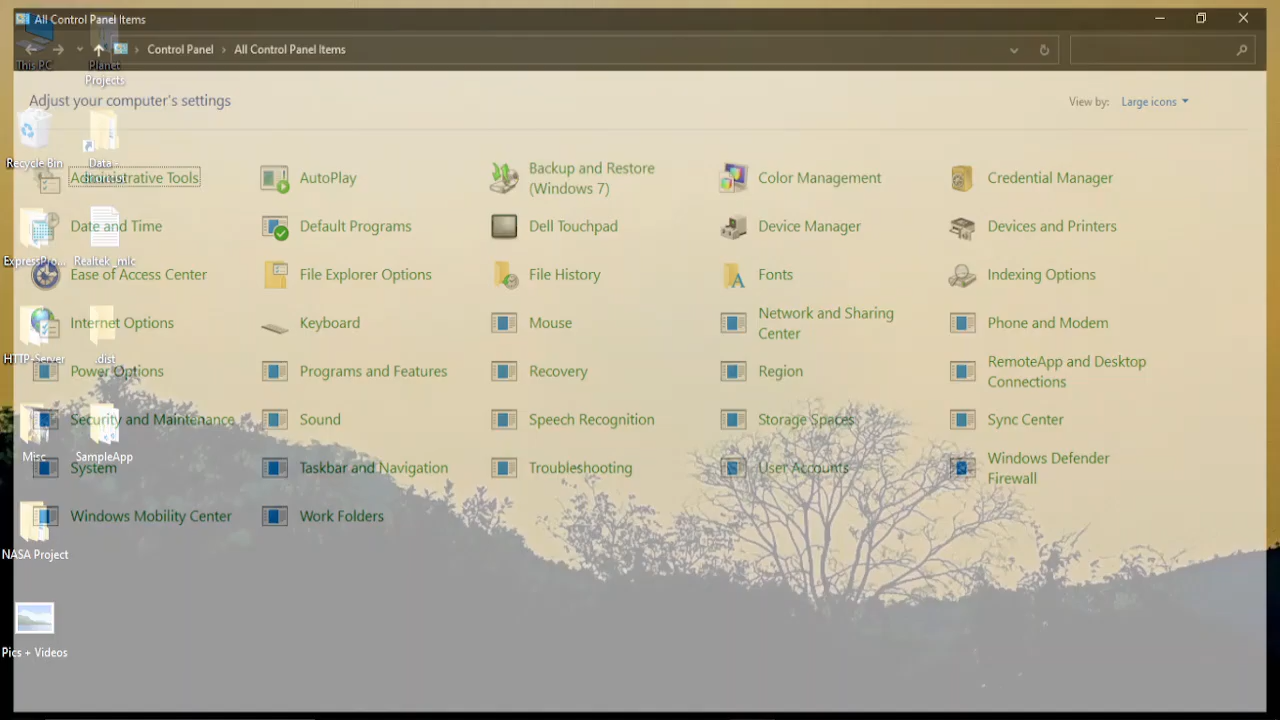 All Control Panel Items
Control Panel > All Control Panel Items
This PC
Planet
Projects
Adjust your computer's settings
View by: Large icons
Recycle Bin
Data -
Administrative Tools
AutoPlay
Backup and Restore
(Windows 7)
Color Management
Credential Manager
Date and Time
Default Programs
Dell Touchpad
Device Manager
Devices and Printers
ExpressPro...
Realtek_mic
Ease of Access Center
File Explorer Options
File History
Fonts
Indexing Options
Internet Options
Keyboard
Mouse
Network and Sharing
Center
Phone and Modem
HTTP-Server
.dist
Power Options
Programs and Features
Recovery
Region
RemoteApp and Desktop
Connections
Security and Maintenance
Sound
Speech Recognition
Storage Spaces
Sync Center
Misc
SampleApp
System
Taskbar and Navigation
Troubleshooting
User Accounts
Windows Defender
Firewall
Windows Mobility Center
Work Folders
NASA Project
Pics + Videos